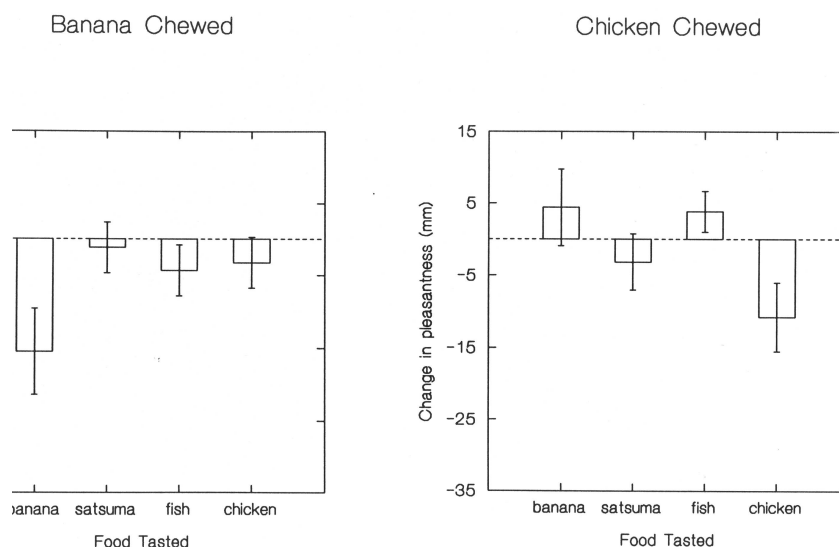 Banana Chewed
banana satsuma fish chicken
Food Tasted
Chicken Chewed
Change in pleasantness (mm)
15
5
-5
-15
-25
-35
banana satsuma fish chicken
Food Tasted